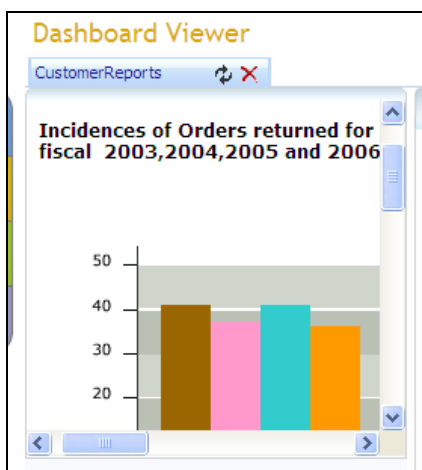 Dashboard Viewer
CustomerReports
Incidences of Orders returned for
fiscal 2003,2004,2005 and 2006
50
40
30
20